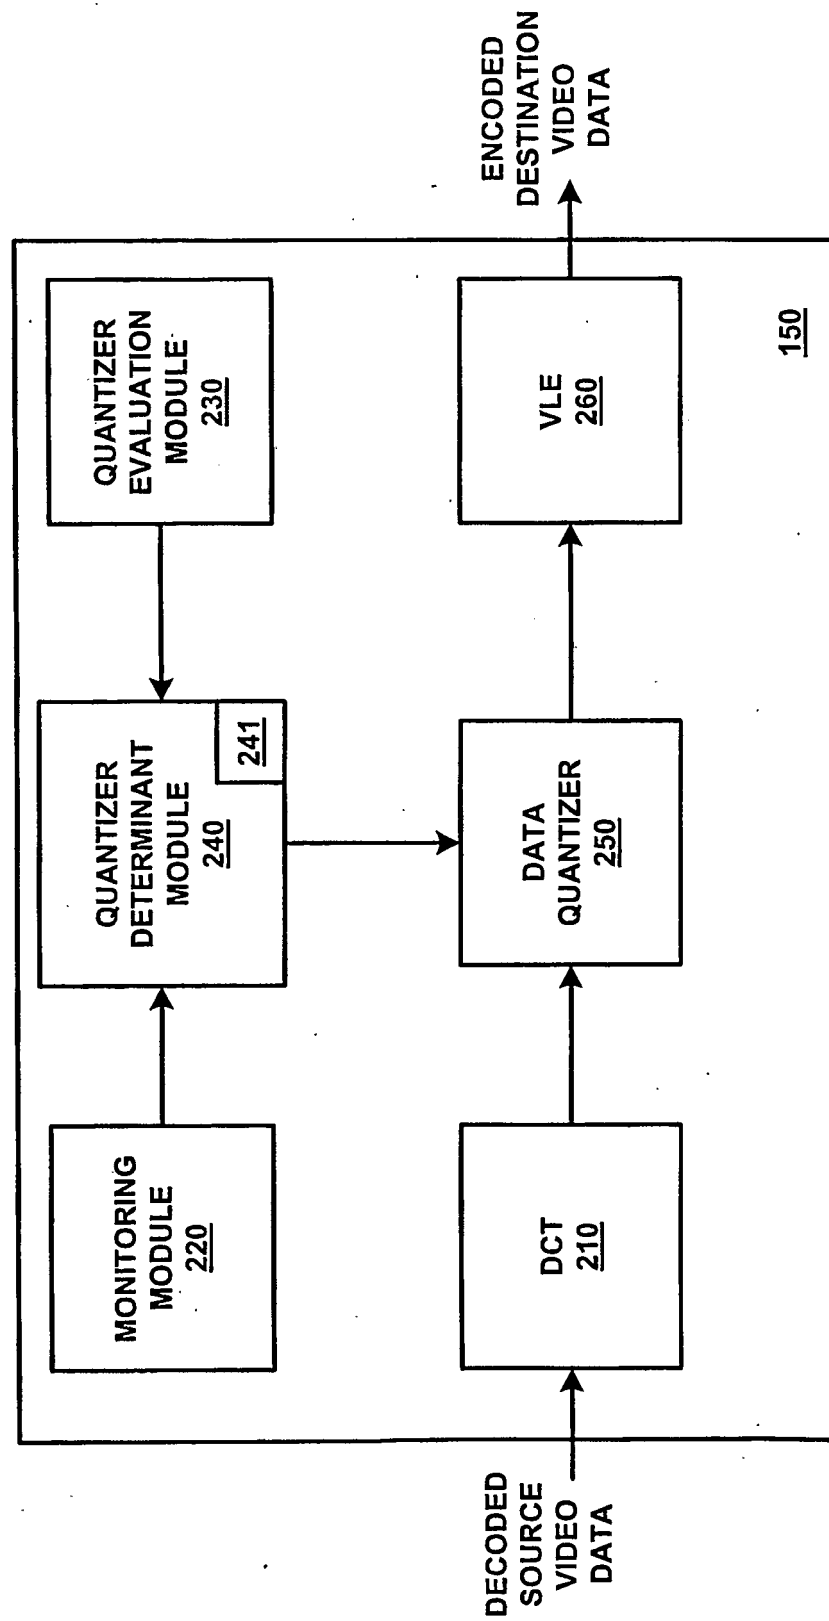 MONITORING
MODULE
220
QUANTIZER
DETERMINANT
MODULE
240
241
QUANTIZER
EVALUATION
MODULE
230
DECODED
SOURCE
VIDEO
DATA
DCT
210
DATA
QUANTIZER
250
VLE
260
ENCODED
DESTINATION
VIDEO
DATA
150